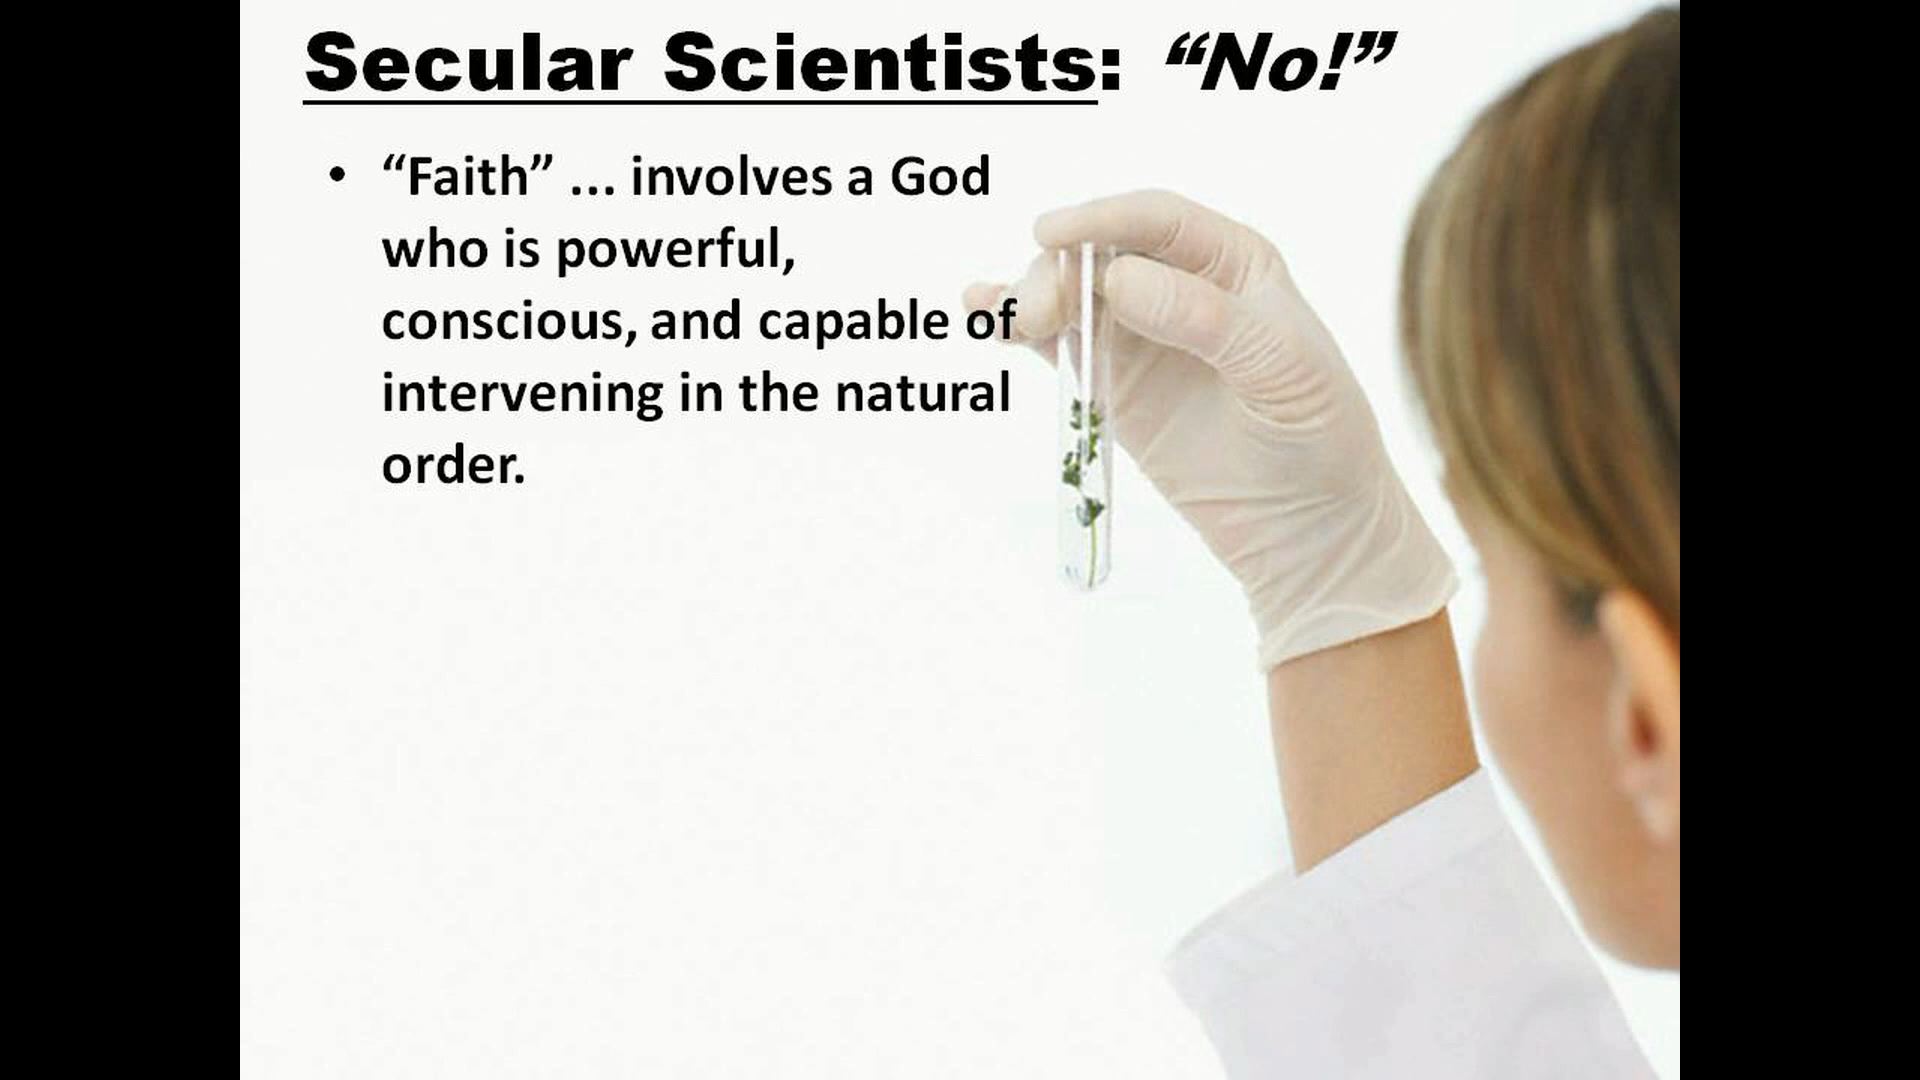 Secular Scientists: “No!”
• “Faith” ... involves a God
who is powerful,
conscious, and capable of
intervening in the natural
order.